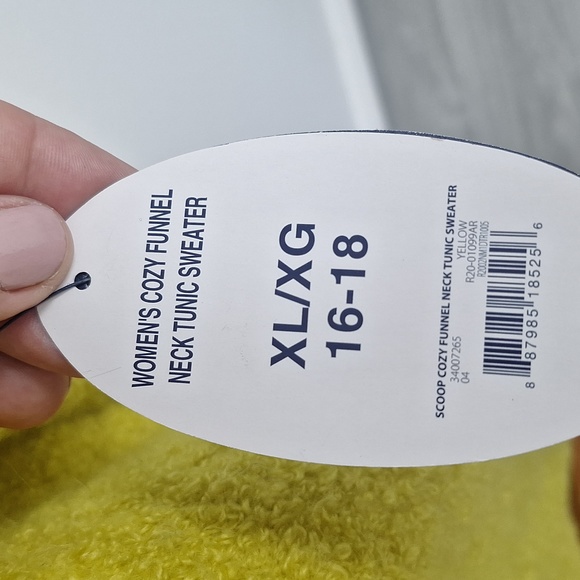 WOMEN'S COZY FUNNEL
NECK TUNIC SWEATER
XL/XG
16-18
SCOOP COZY FUNNEL NECK TUNIC SWEATER
34007265
04
YELLOW
R20-01099AR
R2002NM1DTR1005
8 87985 18525 6